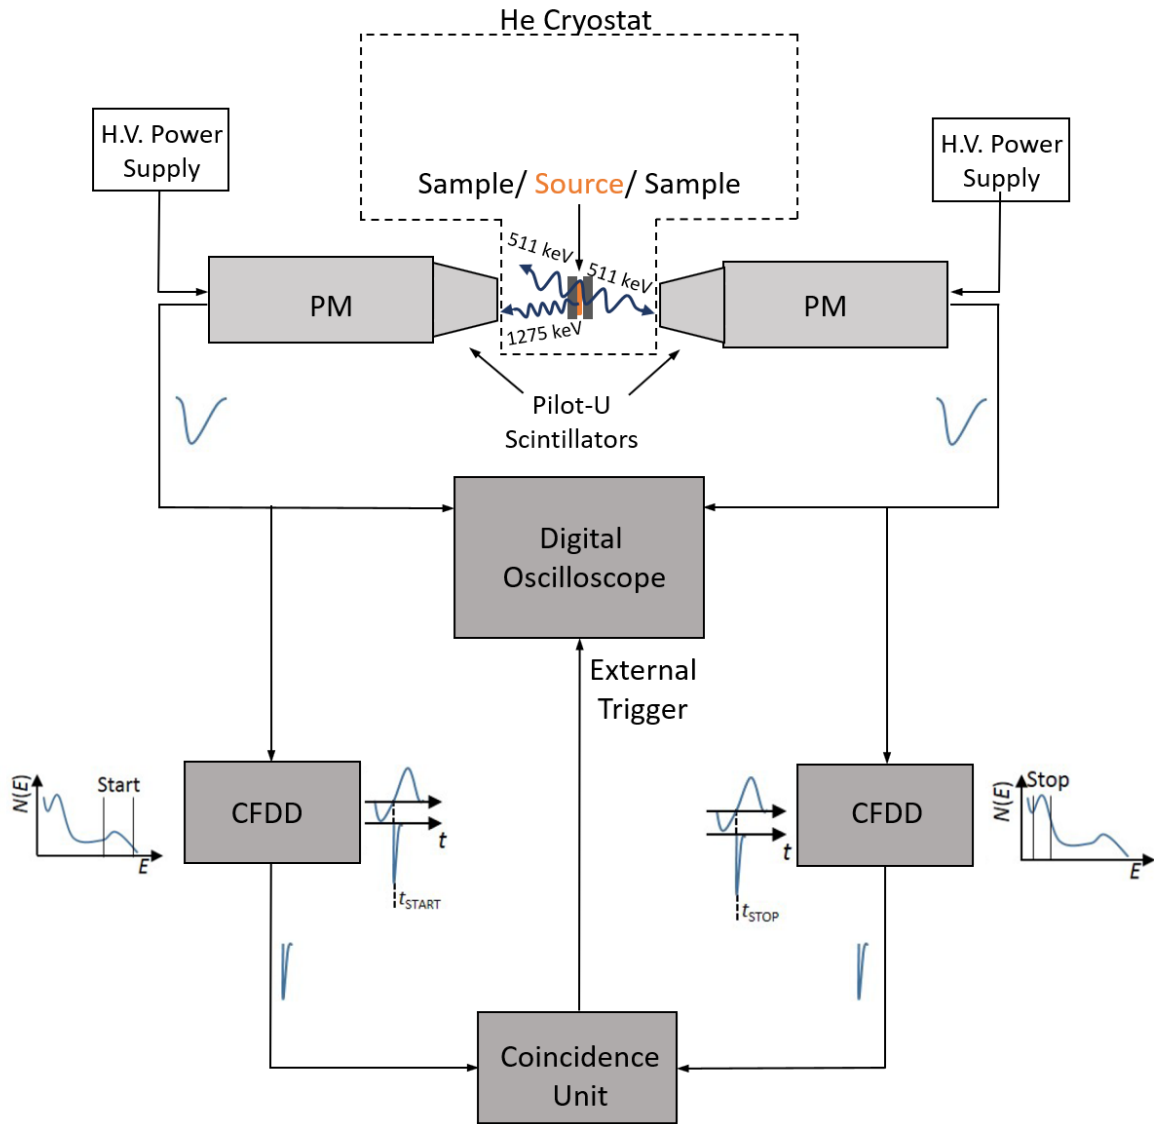 He Cryostat
H.V. Power
Supply
H.V. Power
Supply
Sample/ Source/ Sample
511 keV
511 keV
1275 keV
PM
PM
Pilot-U
Scintillators
Digital
Oscilloscope
External
Trigger
N(E)
Start
E
CFDD
t
tSTART
t
tSTOP
CFDD
N(E)
Stop
E
Coincidence
Unit